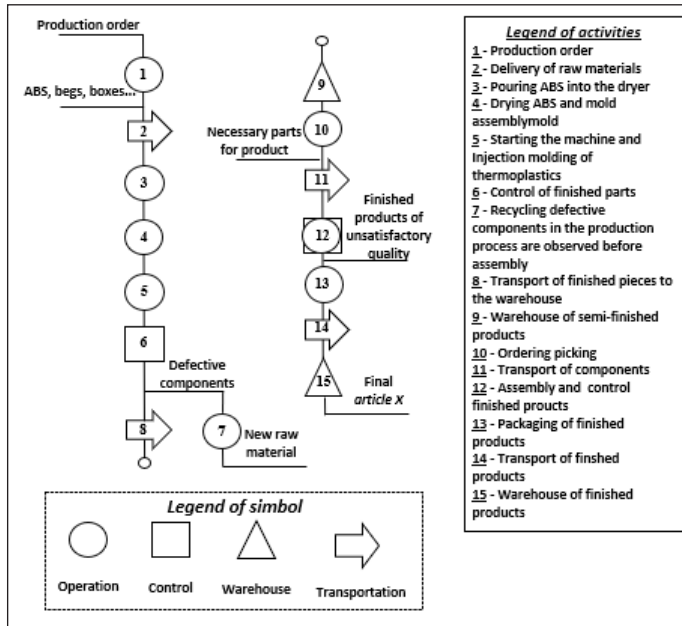 Production order
1
ABS, begs, boxes...
2
3
4
5
6
Defective
components
8
7
New raw
material
9
10
Necessary parts
for product
11
Finished
products of
unsatisfactory
quality
12
13
14
15
Final
article X
Legend of activities
1 - Production order
2 - Delivery of raw materials
3 - Pouring ABS into the dryer
4 - Drying ABS and mold
assemblymold
5 - Starting the machine and
Injection molding of
thermoplastics
6 - Control of finished parts
7 - Recycling defective
components in the production
process are observed before
assembly
8 - Transport of finished pieces to
the warehouse
9 - Warehouse of semi-finished
products
10 - Ordering picking
11 - Transport of components
12 - Assembly and control
finished proucts
13 - Packaging of finished
products
14 - Transport of finshed
products
15 - Warehouse of finished
products
Legend of simbol
Operation
Control
Warehouse
Transportation